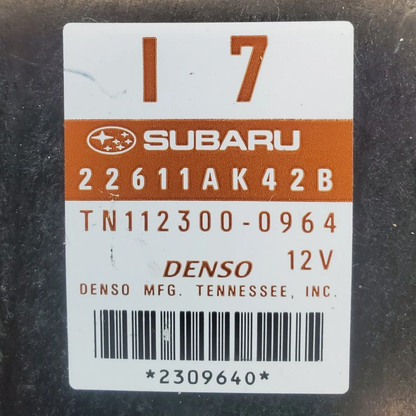 I 7
SUBARU
22611AK42B
TN112300-0964
DENSO 12V
DENSO MFG. TENNESSEE, INC.
*2309640*